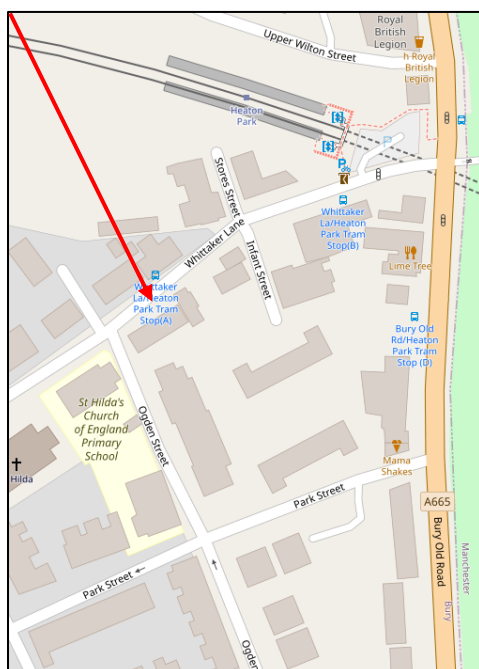 Royal
British
Legion
h Royal
British
Legion
Upper Wilton Street
Heaton
Park
Stores Street
Whittaker
La/Heaton
Park Tram
Stop(B)
Whittaker Lane
Infant Street
Lime Tree
Whittaker
La/Heaton
Park Tram
Stop(A)
Bury Old
Rd/Heaton
Park Tram
Stop (D)
St Hilda's
Church
of England
Primary
School
Ogden Street
Hilda
Mama
Shakes
Park Street
A665
Bury Old Road
Manchester
Bury
Park Street
Ogden